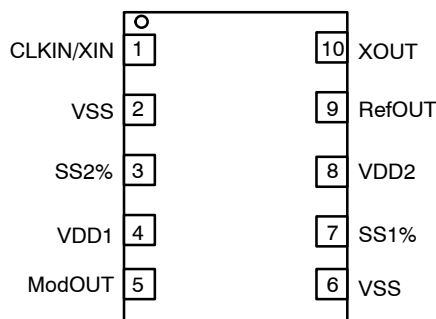 CLKIN/XIN 1 10 XOUT
VSS 2 9 RefOUT
SS2% 3 8 VDD2
VDD1 4 7 SS1%
ModOUT 5 6 VSS